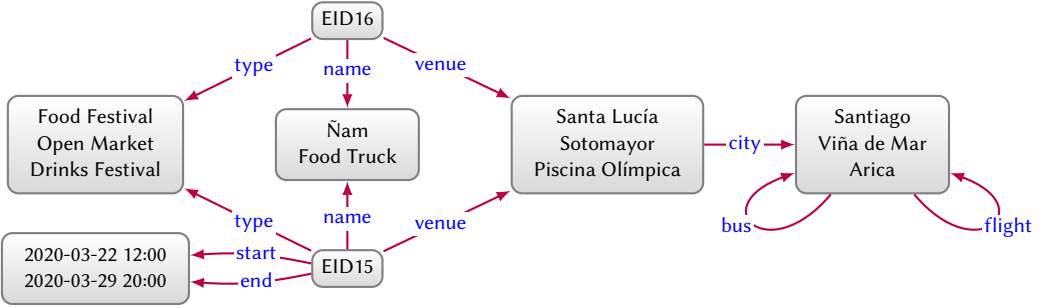 EID16
type
name
venue
Food Festival
Open Market
Drinks Festival
Ñam
Food Truck
Santa Lucía
Sotomayor
Piscina Olímpica
city
Santiago
Viña de Mar
Arica
type
name
venue
bus
flight
2020-03-22 12:00
2020-03-29 20:00
start
end
EID15